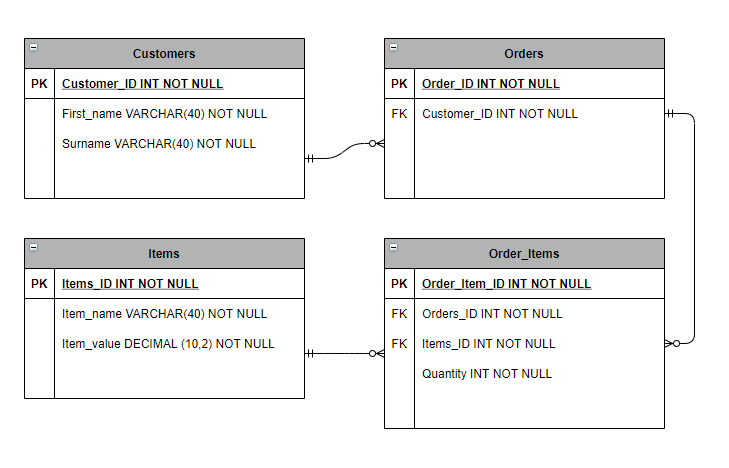 Customers
PK Customer_ID INT NOT NULL
First_name VARCHAR(40) NOT NULL
Surname VARCHAR(40) NOT NULL
Orders
PK Order_ID INT NOT NULL
FK Customer_ID INT NOT NULL
Items
PK Items_ID INT NOT NULL
Item_name VARCHAR(40) NOT NULL
Item_value DECIMAL (10,2) NOT NULL
Order_Items
PK Order_Item_ID INT NOT NULL
FK Orders_ID INT NOT NULL
FK Items_ID INT NOT NULL
Quantity INT NOT NULL